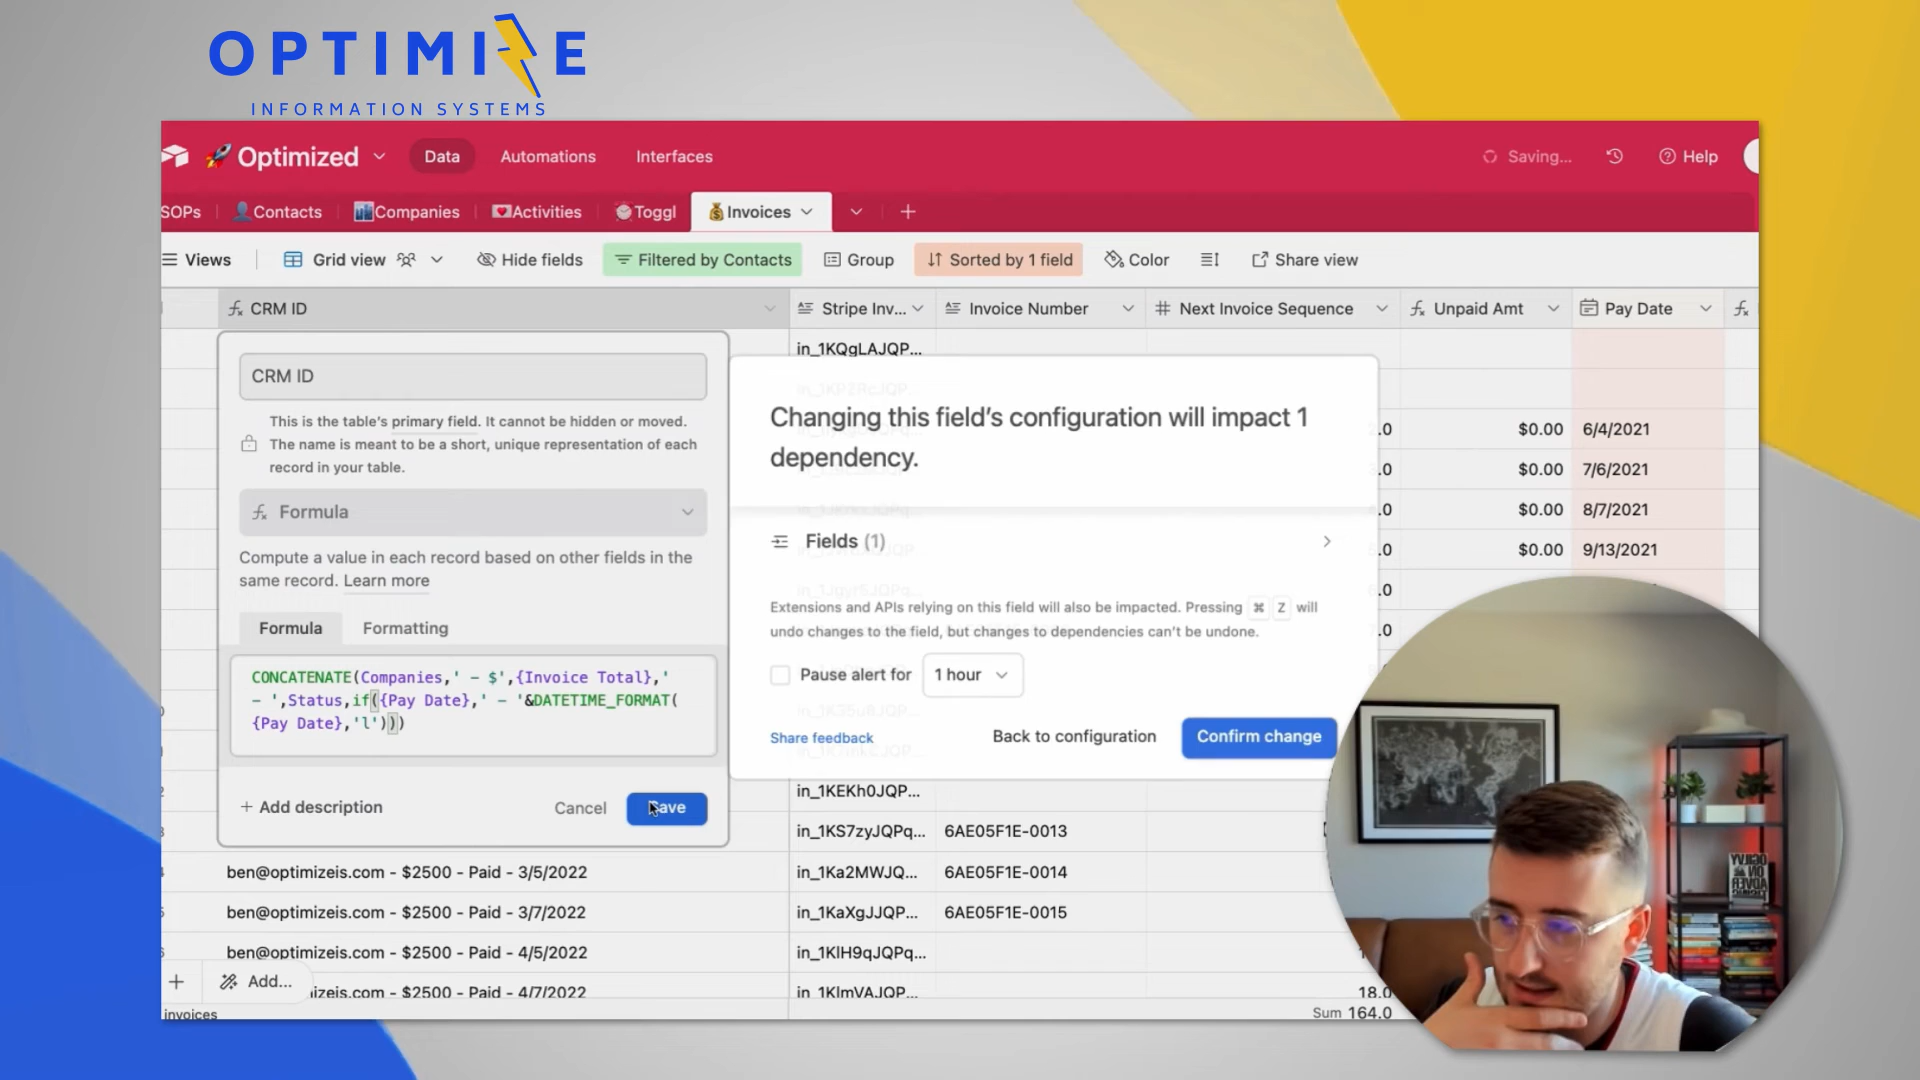 OPTIMIZE
INFORMATION SYSTEMS
Optimized
Data
Automations
Interfaces
Saving...
Help
SOPs
Contacts
Companies
Activities
Toggl
Invoices
Views
Grid view
Hide fields
Filtered by Contacts
Group
Sorted by 1 field
Color
Share view
CRM ID
Stripe Inv...
Invoice Number
Next Invoice Sequence
Unpaid Amt
Pay Date
in_1KQgLAJQP...
CRM ID
This is the table's primary field. It cannot be hidden or moved.
The name is meant to be a short, unique representation of each
record in your table.
Formula
Compute a value in each record based on other fields in the
same record. Learn more
Formula
Formatting
CONCATENATE(Companies,' - $',{Invoice Total},'
- ',Status,if({Pay Date},' - '&DATETIME_FORMAT(
{Pay Date},'l')))
+ Add description
Cancel
Save
Changing this field's configuration will impact 1
dependency.
Fields (1)
Extensions and APIs relying on this field will also be impacted. Pressing ⌘ Z will
undo changes to the field, but changes to dependencies can't be undone.
Pause alert for
1 hour
Share feedback
Back to configuration
Confirm change
.0 $0.00 6/4/2021
.0 $0.00 7/6/2021
.0 $0.00 8/7/2021
.0 $0.00 9/13/2021
.0
.0
in_1KEKh0JQP...
in_1KS7zyJQPq... 6AE05F1E-0013
ben@optimizeis.com - $2500 - Paid - 3/5/2022 in_1Ka2MWJQ... 6AE05F1E-0014
ben@optimizeis.com - $2500 - Paid - 3/7/2022 in_1KaXgJJQP... 6AE05F1E-0015
ben@optimizeis.com - $2500 - Paid - 4/5/2022 in_1KlH9qJQPq...
izeis.com - $2500 - Paid - 4/7/2022 in_1KlmVAJQP... 18.0
Add...
invoices
Sum 164.0
OGILVY
ON